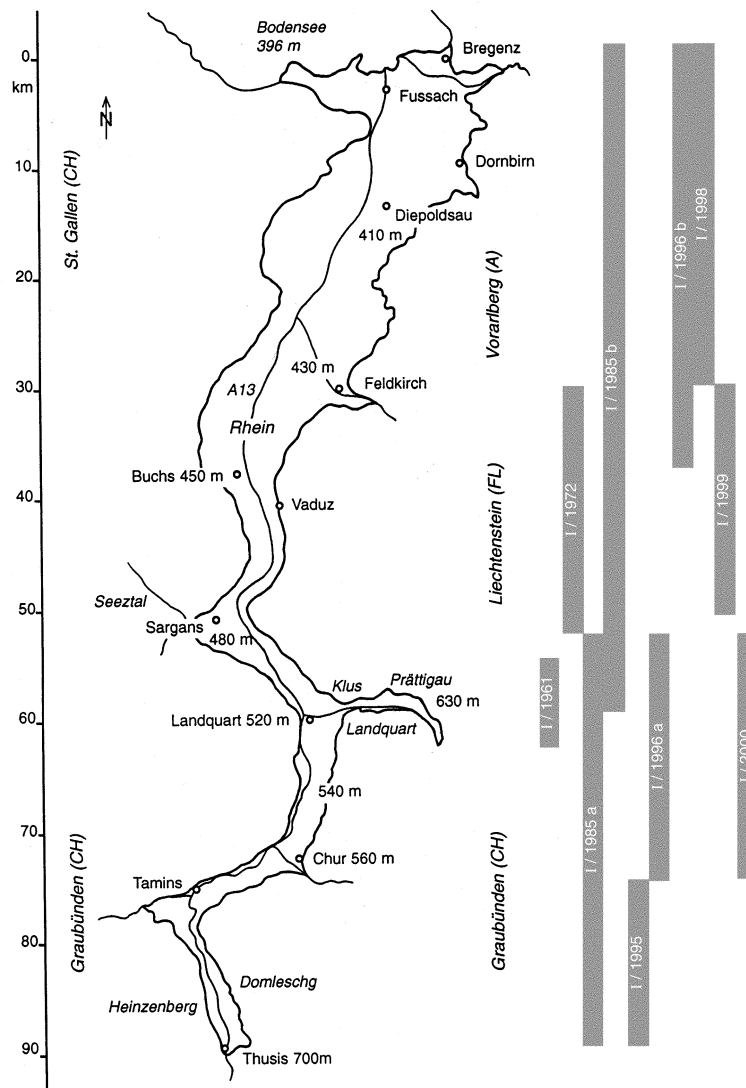 Bodensee
396 m
Bregenz
0
km
N
Fussach
10
Dornbirn
St. Gallen (CH)
Diepoldsau
410 m
I / 1996 b
I / 1998
20
Vorarlberg (A)
430 m
Feldkirch
I / 1985 b
30
A13
Rhein
Buchs 450 m
40
Vaduz
Liechtenstein (FL)
I / 1972
I / 1999
Seeztal
50
Sargans
480 m
Klus
Prättigau
630 m
I / 1961
Landquart 520 m
60
Landquart
I / 1996 a
540 m
I / 1985 a
70
Chur 560 m
Tamins
Graubünden (CH)
Graubünden (CH)
80
I / 1995
Domleschg
Heinzenberg
90
Thusis 700m